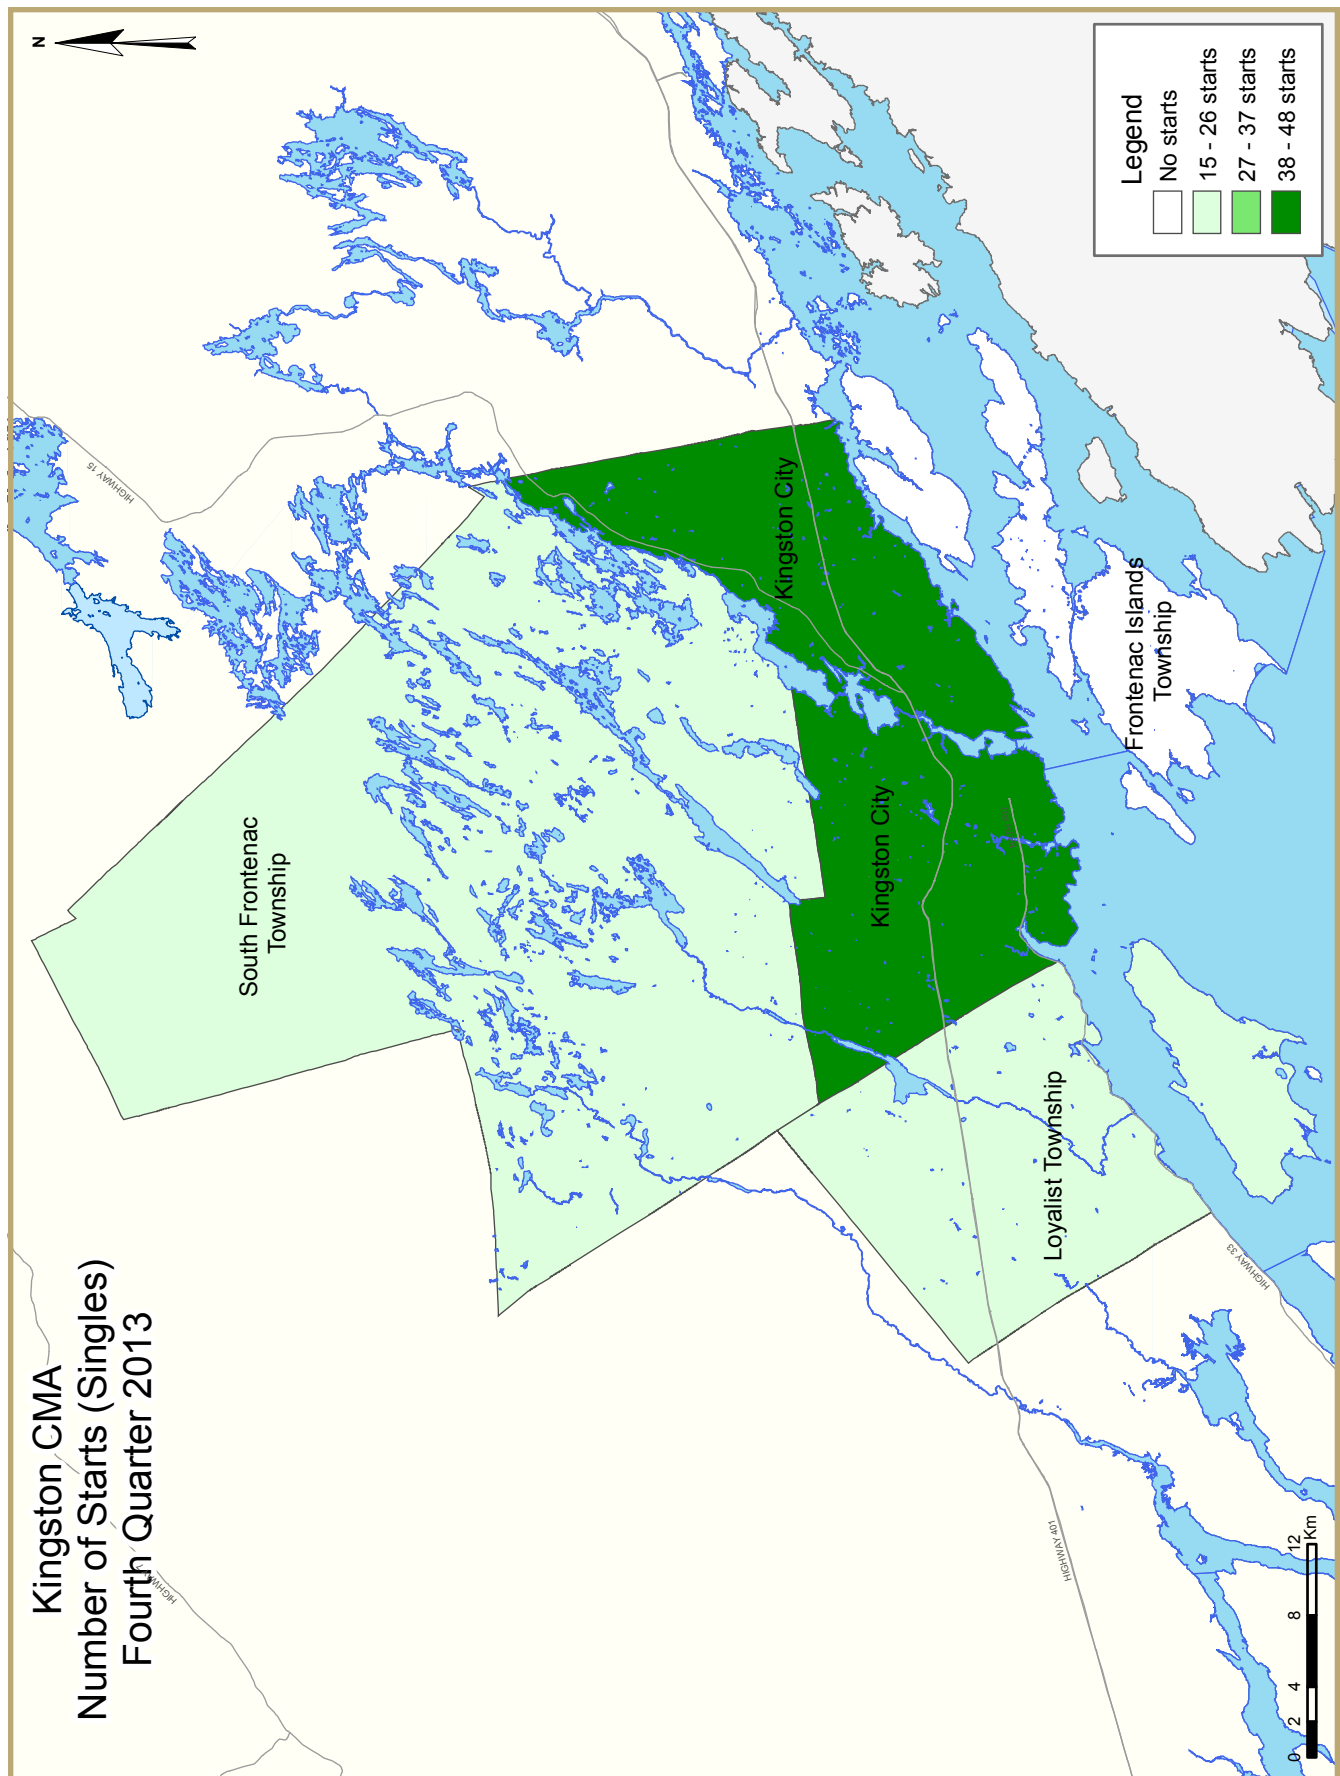 Kingston CMA
Number of Starts (Singles)
Fourth Quarter 2013
N
HIGHWAY
HIGHWAY 15
South Frontenac
Township
Kingston City
Kingston City
Loyalist Township
Frontenac Islands
Township
HIGHWAY 401
HIGHWAY 33
0 2 4 8 12
Km
Legend
No starts
15 - 26 starts
27 - 37 starts
38 - 48 starts